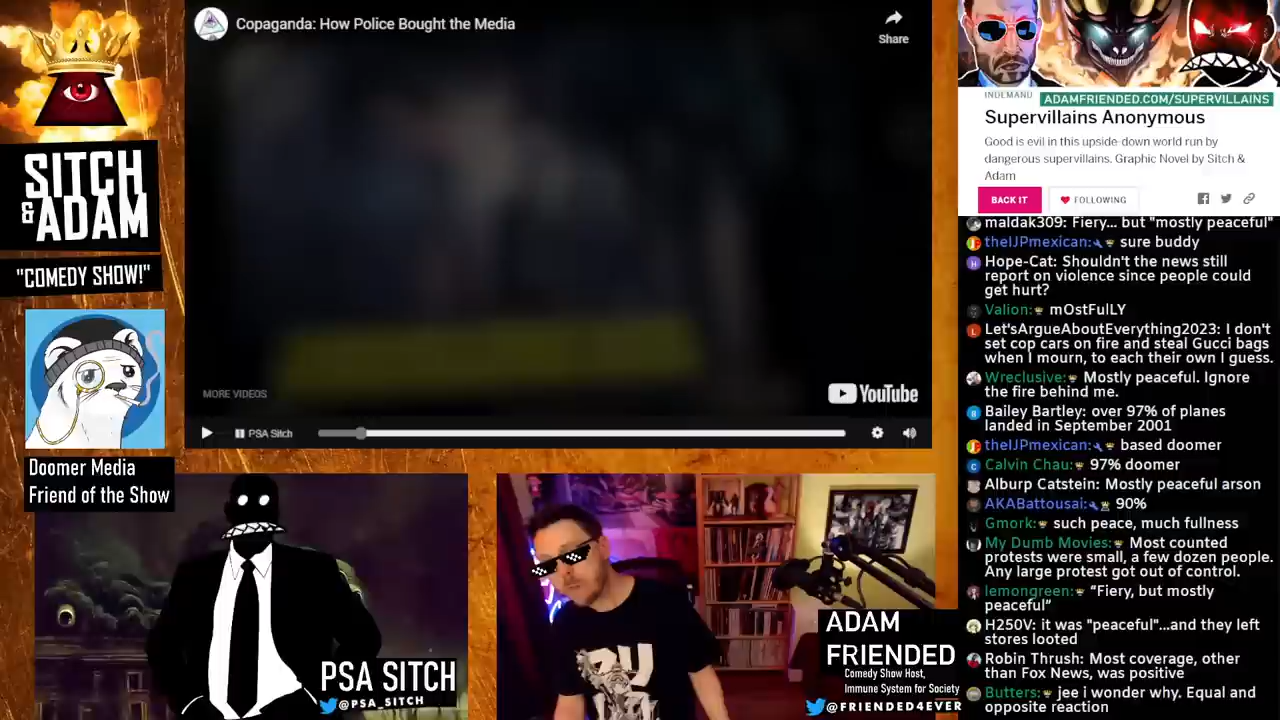 Copaganda: How Police Bought the Media
Share
MORE VIDEOS
YouTube
PSA Sitch
SITCH
& ADAM
"COMEDY SHOW!"
Doomer Media
Friend of the Show
PSA SITCH
@PSA_SITCH
ADAM
FRIENDED
Comedy Show Host,
Immune System for Society
@FRIENDED4EVER
INDEMAND
ADAMFRIENDED.COM/SUPERVILLAINS
Supervillains Anonymous
Good is evil in this upside-down world run by
dangerous supervillains. Graphic Novel by Sitch &
Adam
BACK IT
FOLLOWING
maldak309: Fiery... but "mostly peaceful"
theIJPmexican: sure buddy
Hope-Cat: Shouldn't the news still
report on violence since people could
get hurt?
Valion: mOstFulLY
Let'sArgueAboutEverything2023: I don't
set cop cars on fire and steal Gucci bags
when I mourn, to each their own I guess.
Wreclusive: Mostly peaceful. Ignore
the fire behind me.
Bailey Bartley: over 97% of planes
landed in September 2001
theIJPmexican: based doomer
Calvin Chau: 97% doomer
Alburp Catstein: Mostly peaceful arson
AKABattousai: 90%
Gmork: such peace, much fullness
My Dumb Movies: Most counted
protests were small, a few dozen people.
Any large protest got out of control.
lemongreen: “Fiery, but mostly
peaceful”
H250V: it was "peaceful"...and they left
stores looted
Robin Thrush: Most coverage, other
than Fox News, was positive
Butters: jee i wonder why. Equal and
opposite reaction